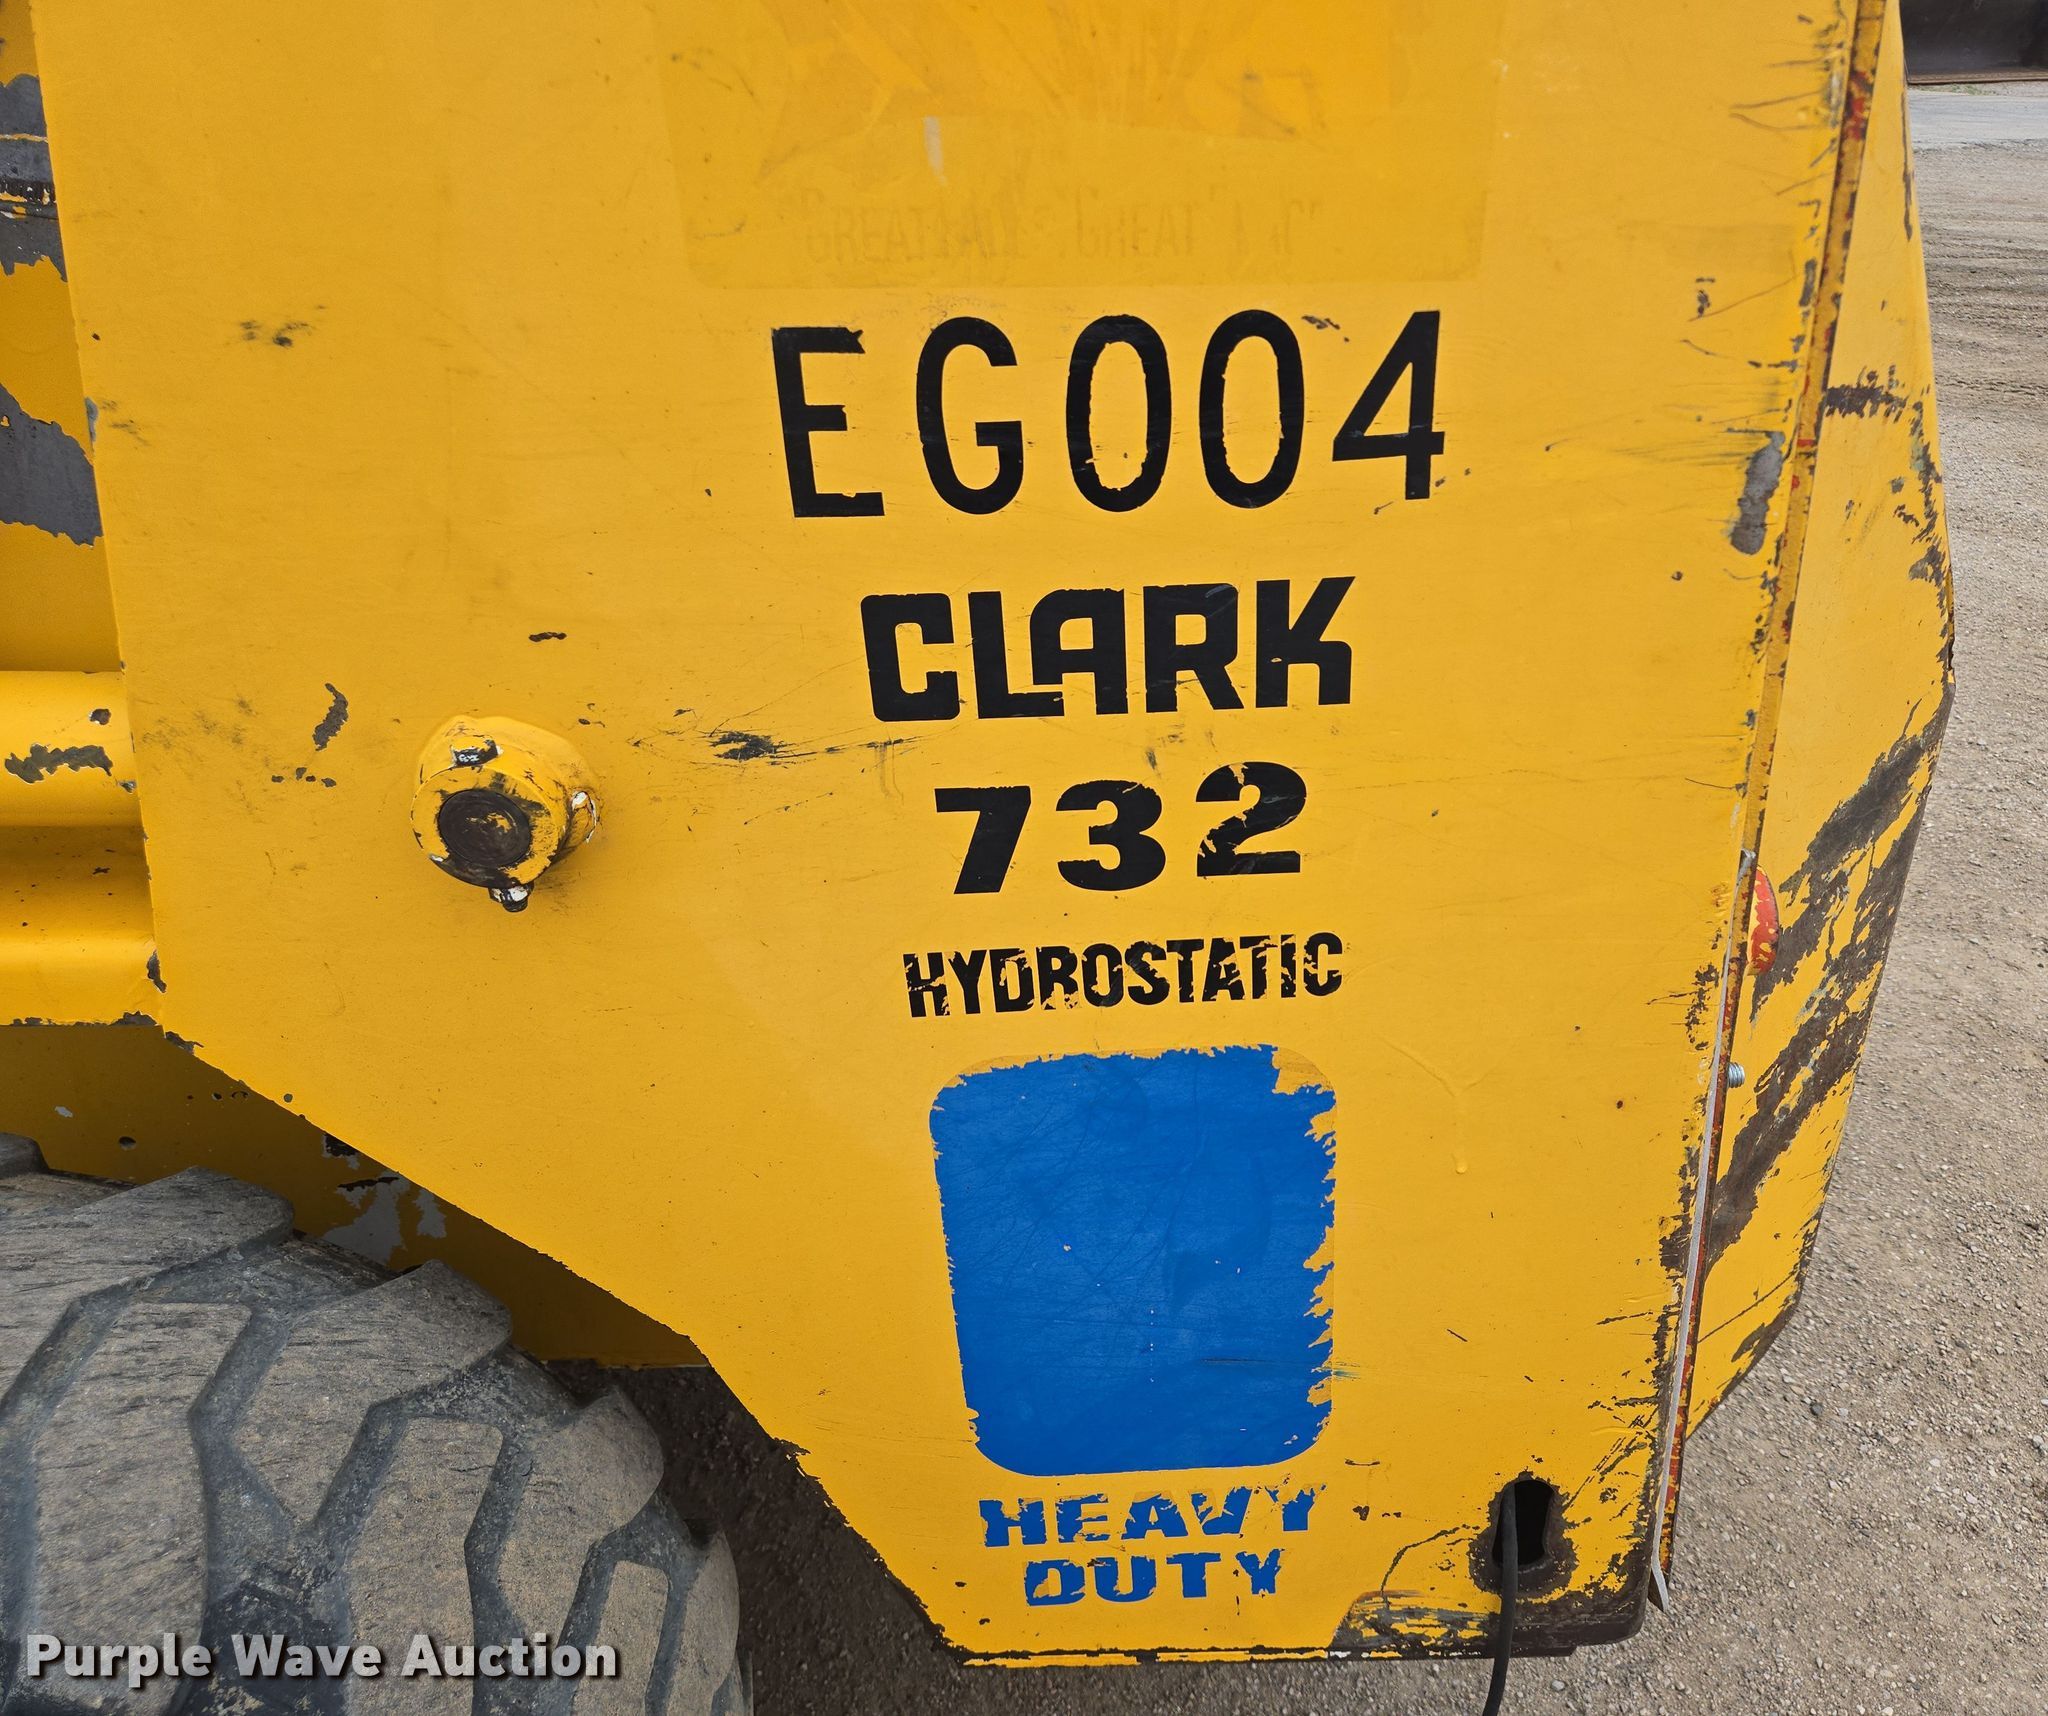 EG004
CLARK
732
HYDROSTATIC
HEAVY
DUTY
Purple Wave Auction